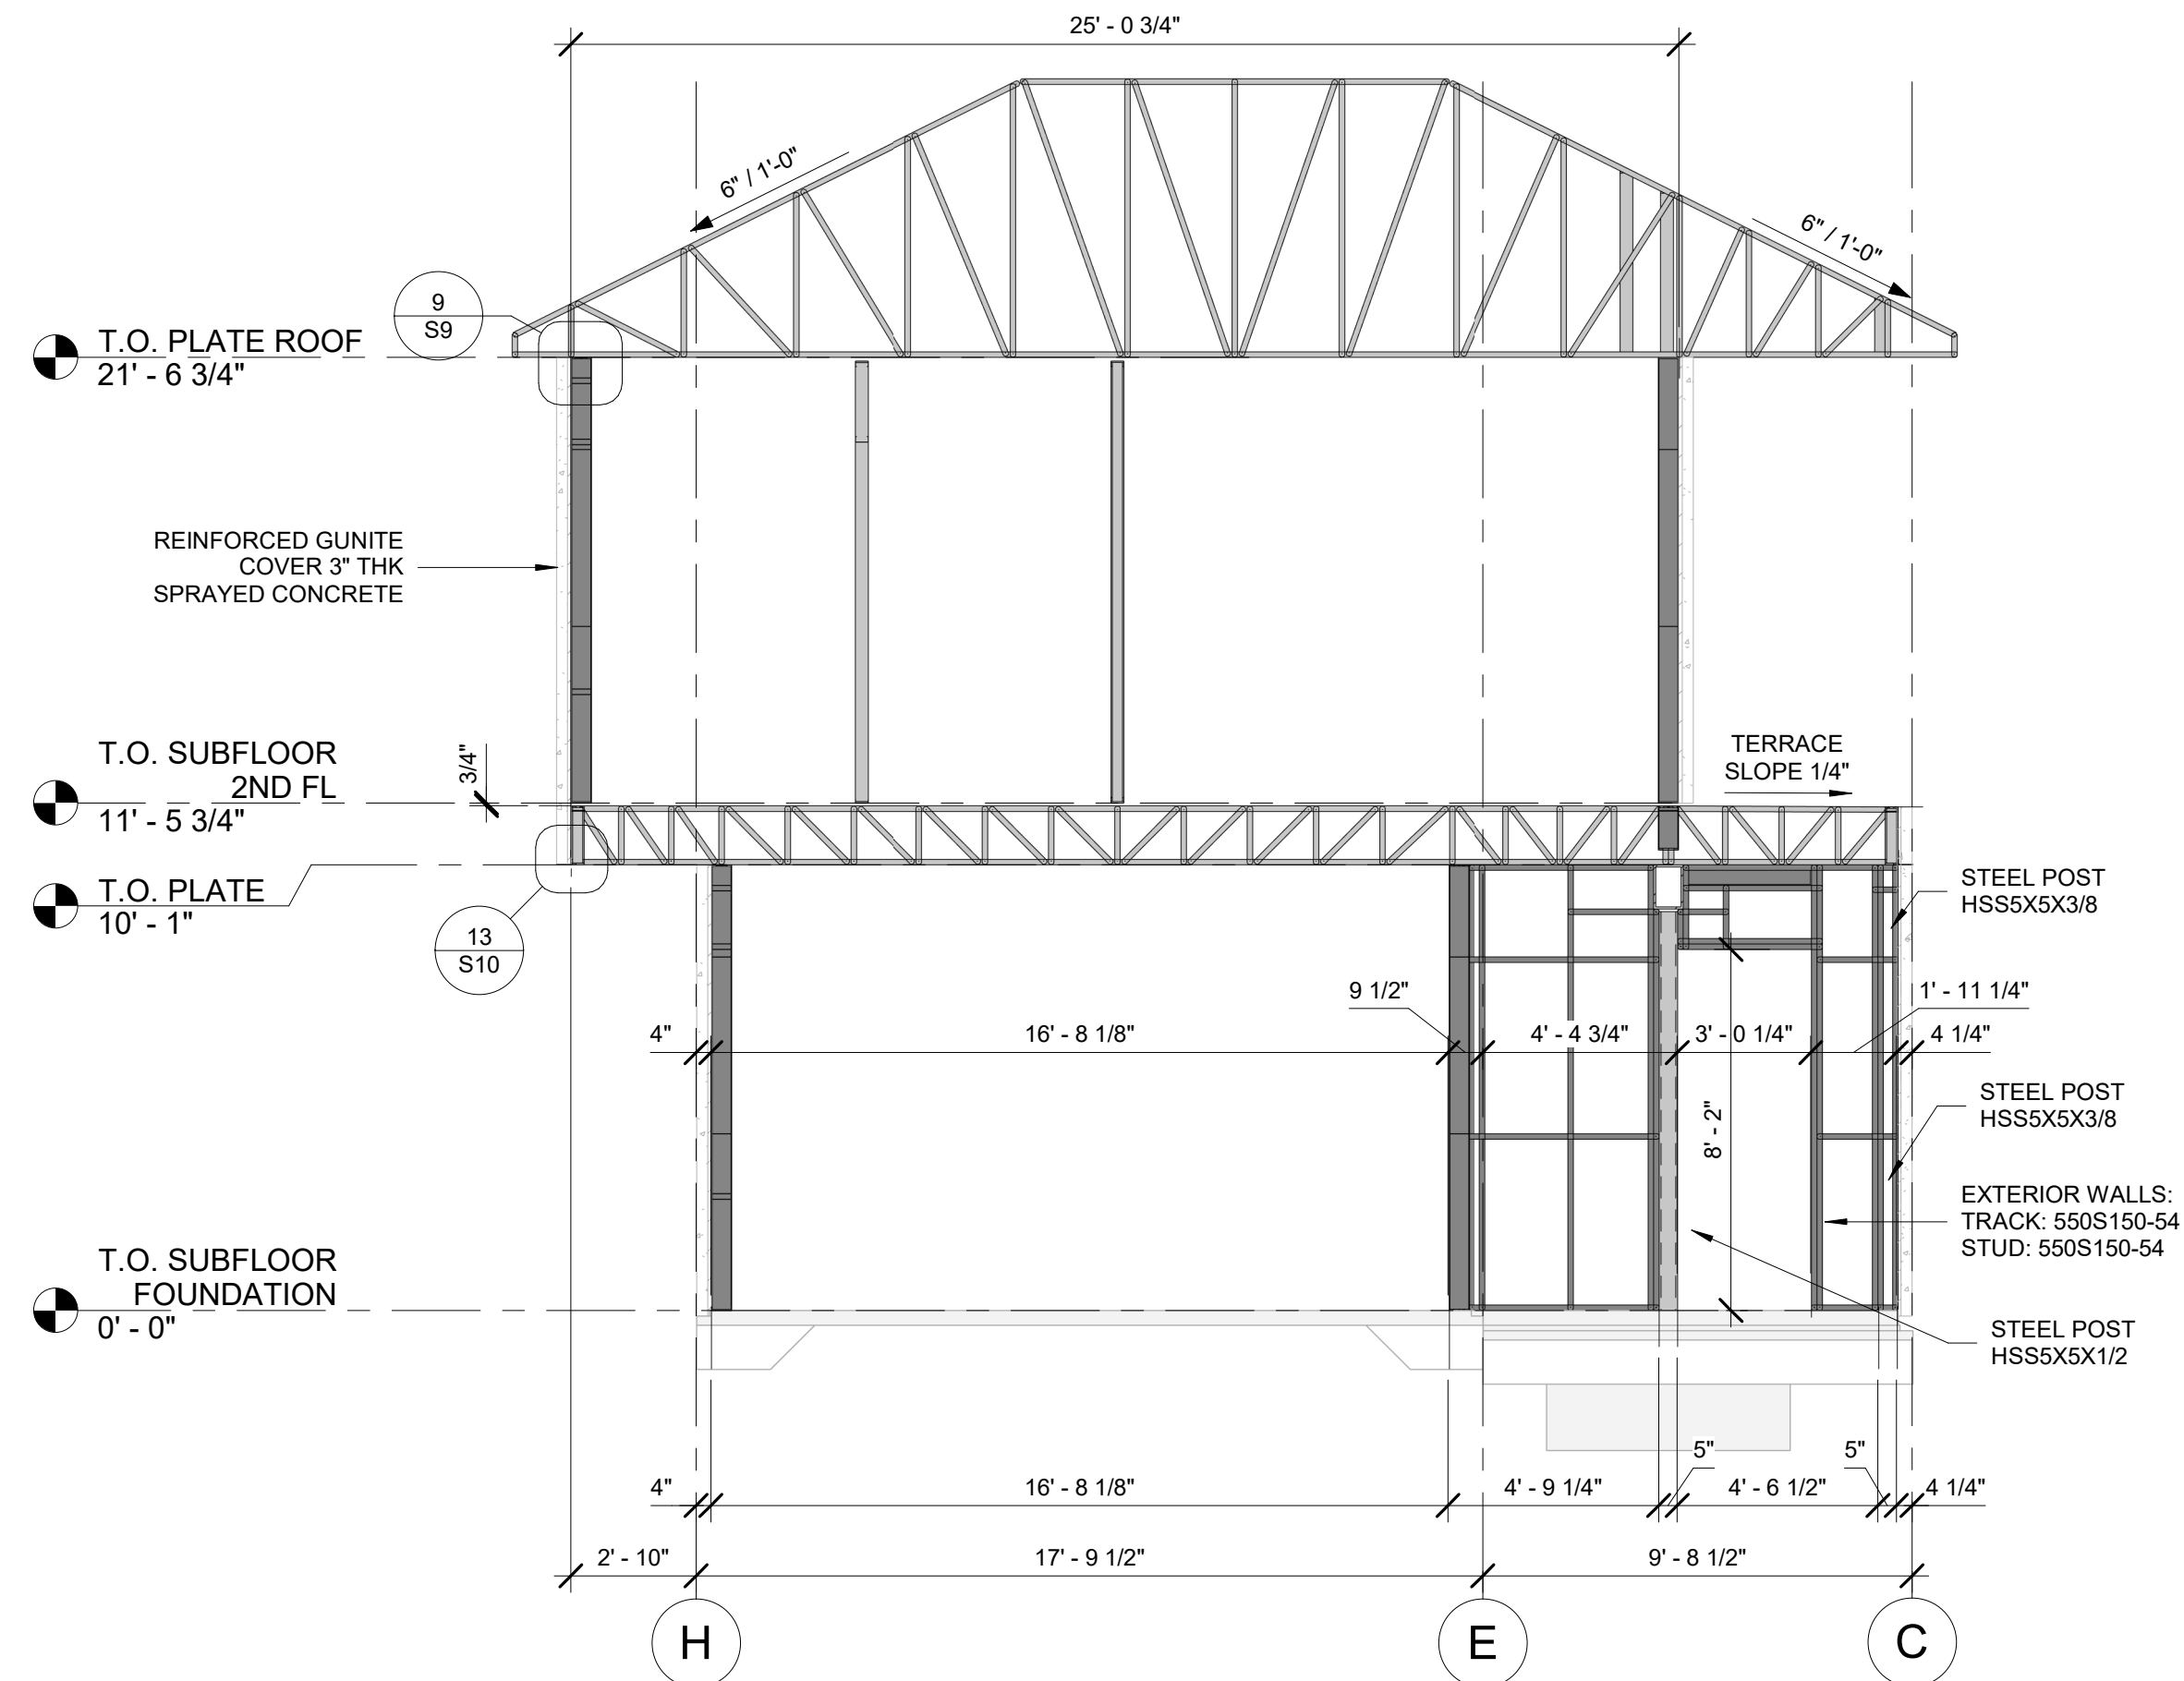 25' - 0 3/4"
6" / 1'-0"
6" / 1'-0"
9
S9
T.O. PLATE ROOF
21' - 6 3/4"
REINFORCED GUNITE
COVER 3" THK
SPRAYED CONCRETE
T.O. SUBFLOOR
2ND FL
11' - 5 3/4"
3/4"
TERRACE
SLOPE 1/4"
T.O. PLATE
10' - 1"
13
S10
STEEL POST
HSS5X5X3/8
9 1/2"
1' - 11 1/4"
4"
16' - 8 1/8"
4' - 4 3/4"
3' - 0 1/4"
4 1/4"
8' - 2"
STEEL POST
HSS5X5X3/8
EXTERIOR WALLS:
TRACK: 550S150-54
STUD: 550S150-54
T.O. SUBFLOOR
FOUNDATION
0' - 0"
STEEL POST
HSS5X5X1/2
5"
5"
4"
16' - 8 1/8"
4' - 9 1/4"
4' - 6 1/2"
4 1/4"
2' - 10"
17' - 9 1/2"
9' - 8 1/2"
H
E
C